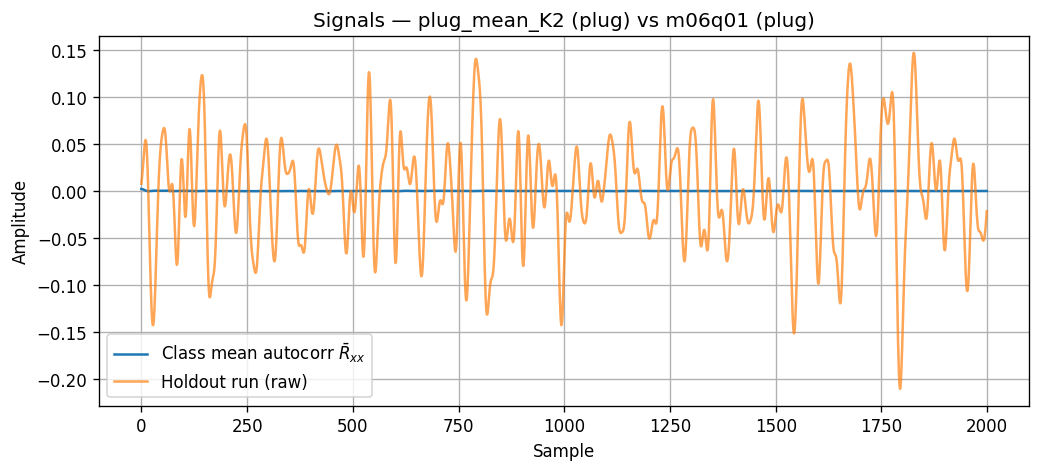 Signals — plug_mean_K2 (plug) vs m06q01 (plug)
0.15
0.10
0.05
0.00
−0.05
−0.10
−0.15
−0.20
Amplitude
Class mean autocorr R̄xx
Holdout run (raw)
0 250 500 750 1000 1250 1500 1750 2000
Sample